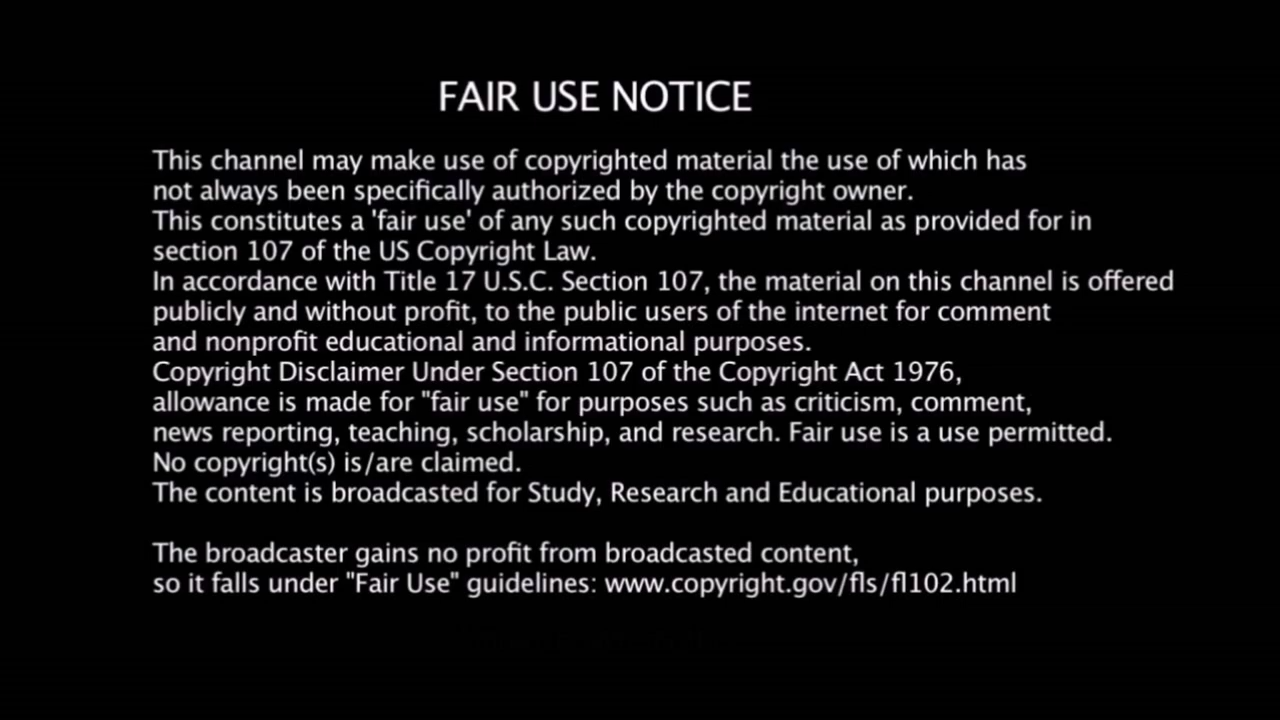 FAIR USE NOTICE
This channel may make use of copyrighted material the use of which has
not always been specifically authorized by the copyright owner.
This constitutes a 'fair use' of any such copyrighted material as provided for in
section 107 of the US Copyright Law.
In accordance with Title 17 U.S.C. Section 107, the material on this channel is offered
publicly and without profit, to the public users of the internet for comment
and nonprofit educational and informational purposes.
Copyright Disclaimer Under Section 107 of the Copyright Act 1976,
allowance is made for "fair use" for purposes such as criticism, comment,
news reporting, teaching, scholarship, and research. Fair use is a use permitted.
No copyright(s) is/are claimed.
The content is broadcasted for Study, Research and Educational purposes.
The broadcaster gains no profit from broadcasted content,
so it falls under "Fair Use" guidelines: www.copyright.gov/fls/fl102.html